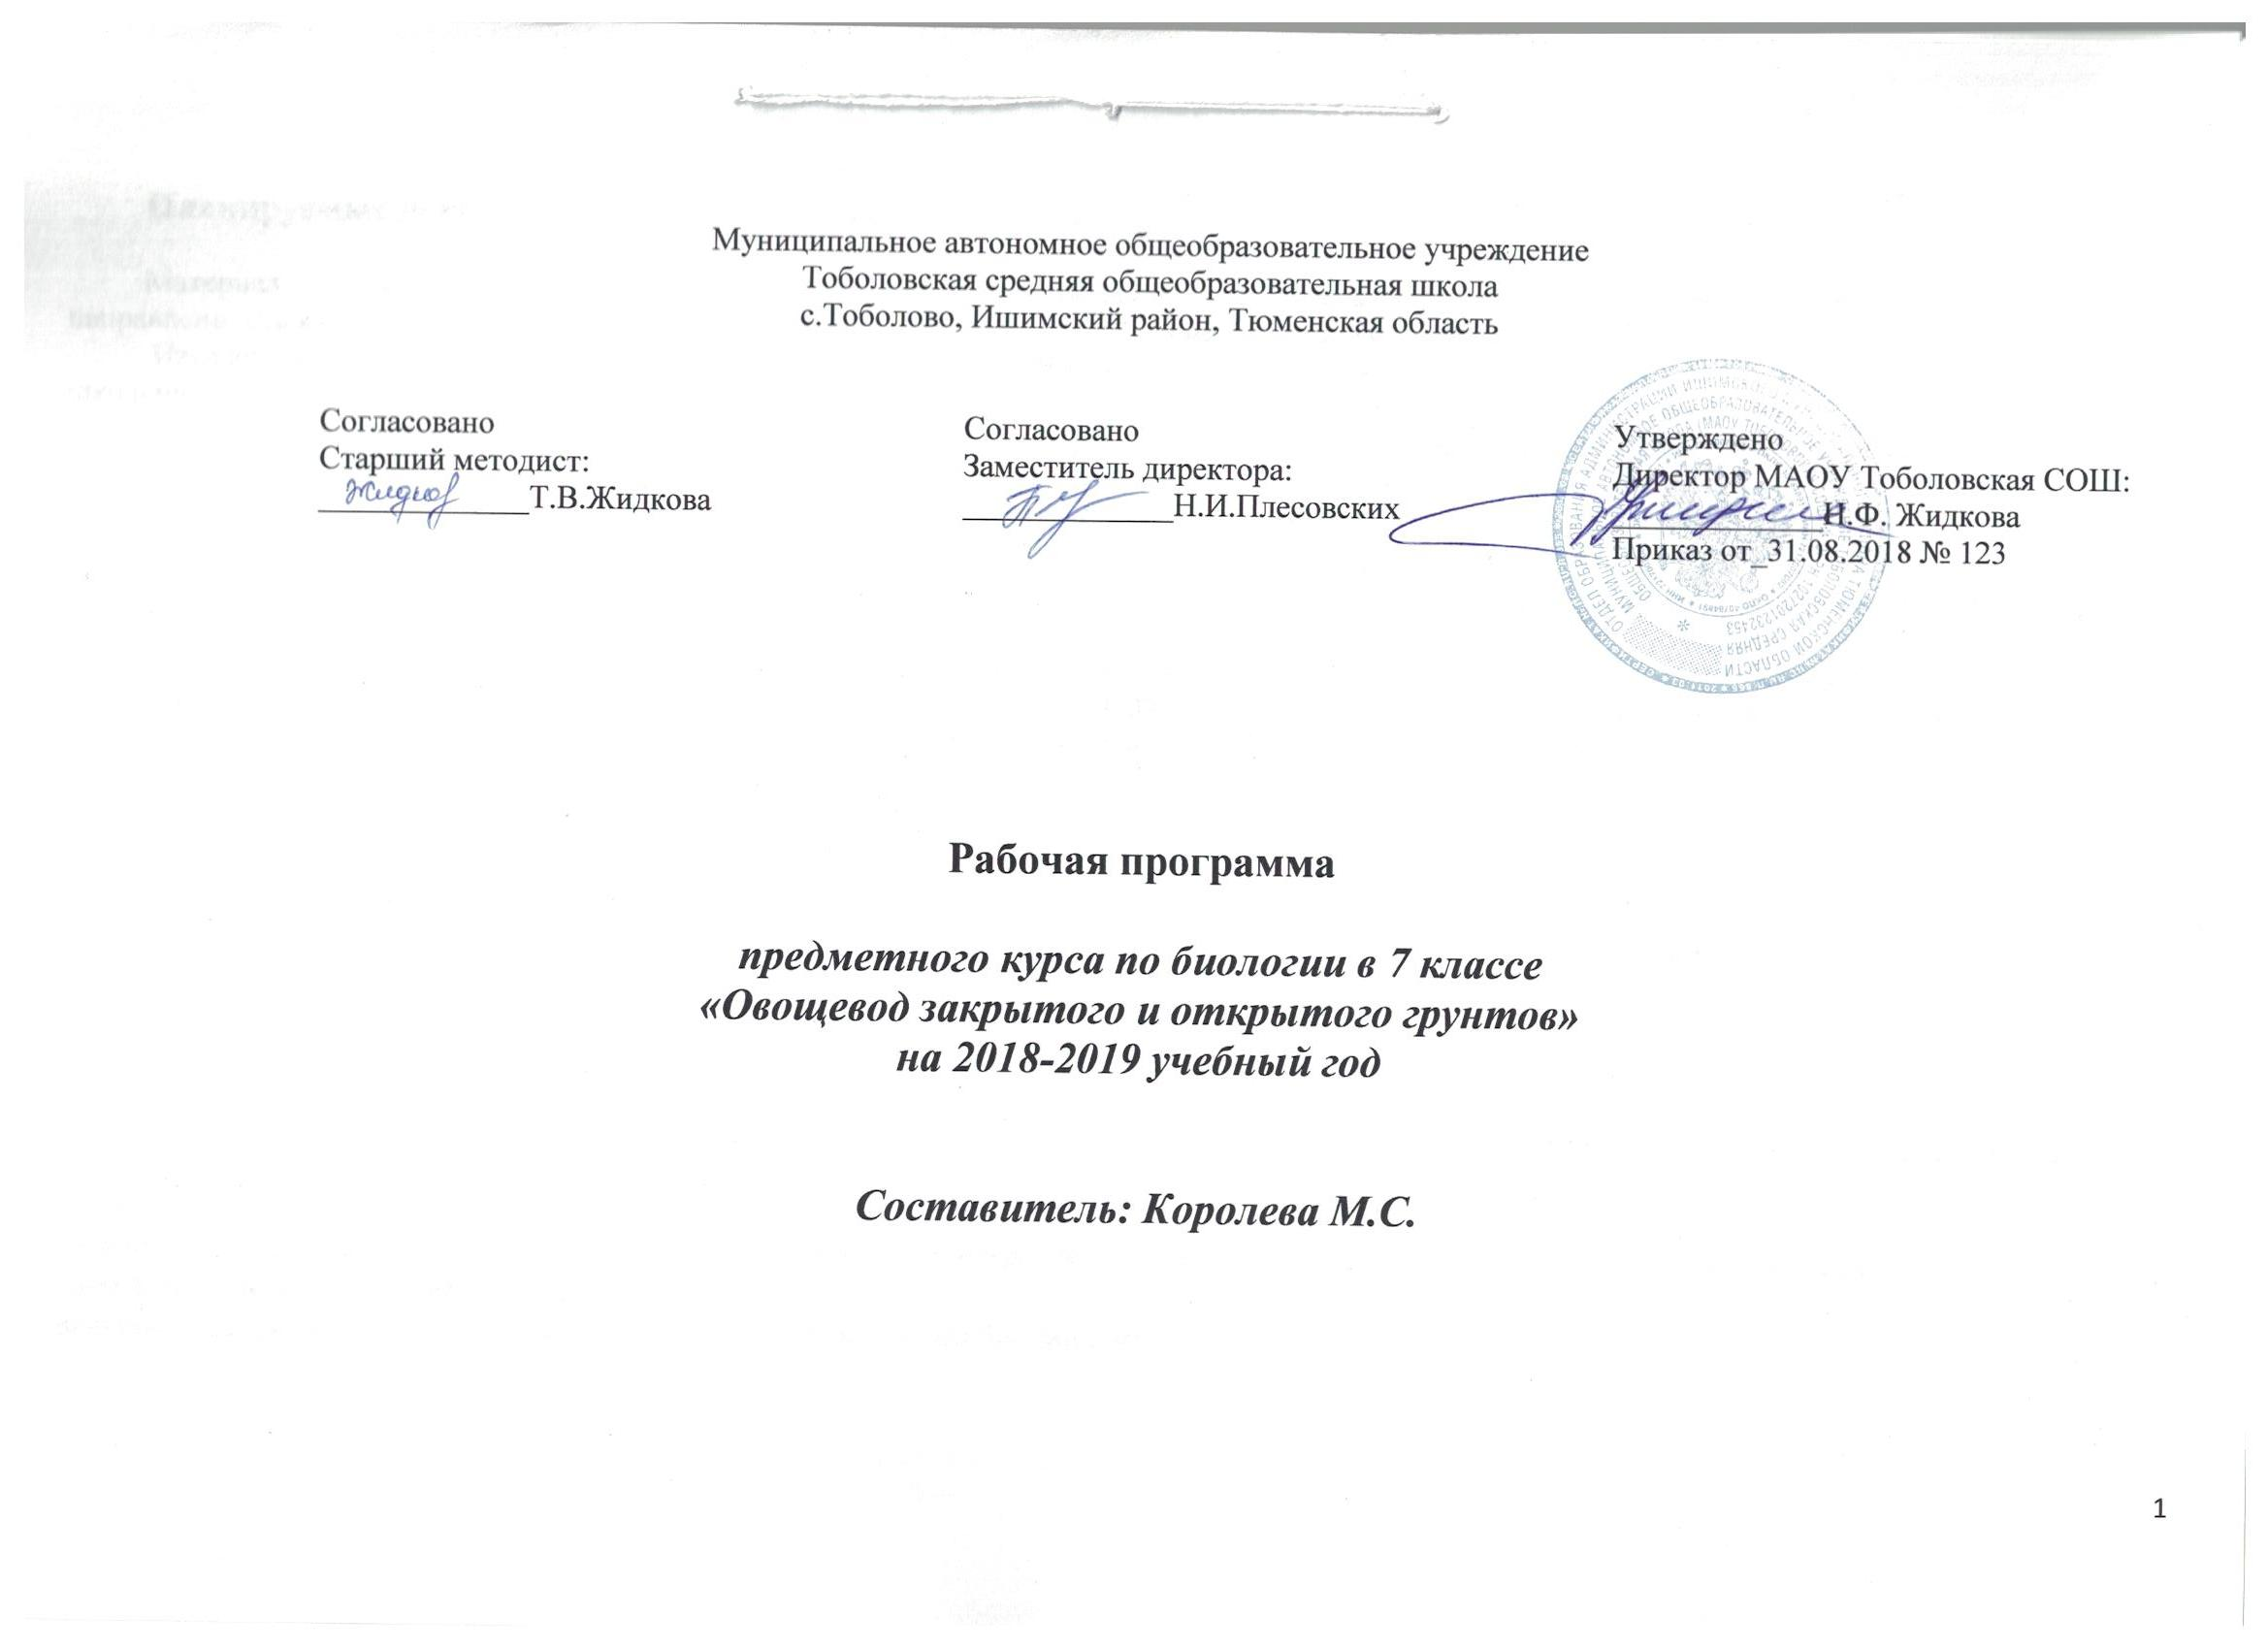 Муниципальное автономное общеобразовательное учреждение
Тоболовская средняя общеобразовательная школа
с.Тоболово, Ишимский район, Тюменская область
Согласовано
Старший методист:
Т.В.Жидкова
Согласовано
Заместитель директора:
Н.И.Плесовских
Утверждено
Директор МАОУ Тоболовская СОШ:
Н.Ф. Жидкова
Приказ от_31.08.2018 № 123
Рабочая программа
предметного курса по биологии в 7 классе
«Овощевод закрытого и открытого грунтов»
на 2018-2019 учебный год
Составитель: Королева М.С.
1